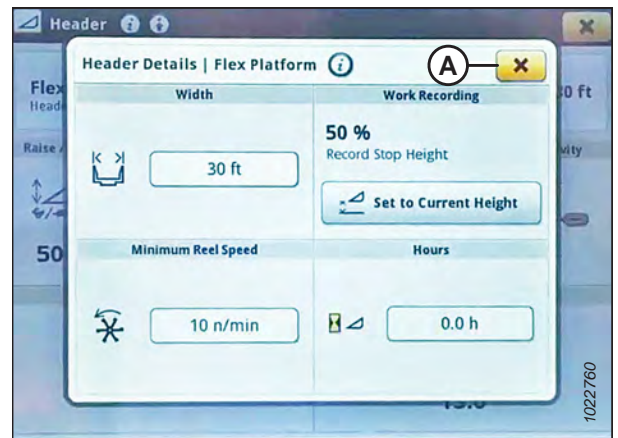 Header
Header Details | Flex Platform
A
Flex
Heade
0 ft
Width
Work Recording
50 %
Record Stop Height
Raise
vity
30 ft
Set to Current Height
50
Minimum Reel Speed
Hours
10 n/min
0.0 h
1022760